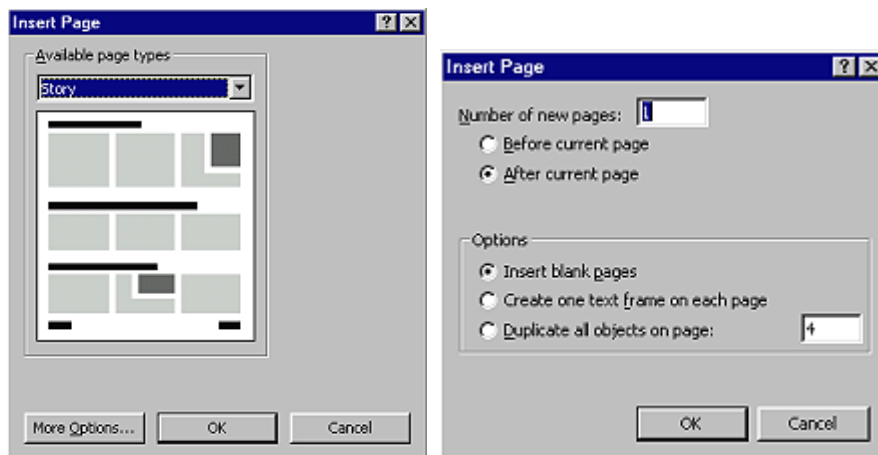 Insert Page
Available page types
Story
More Options...
OK
Cancel
Insert Page
Number of new pages: 1
Before current page
After current page
Options
Insert blank pages
Create one text frame on each page
Duplicate all objects on page: 4
OK
Cancel